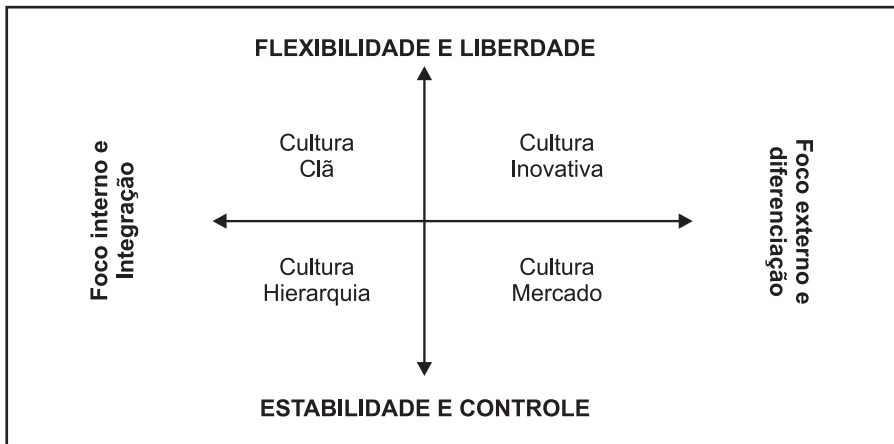 FLEXIBILIDADE E LIBERDADE
Foco interno e
Integração
Cultura
Clã
Cultura
Inovativa
Foco externo e
diferenciação
Cultura
Hierarquia
Cultura
Mercado
ESTABILIDADE E CONTROLE